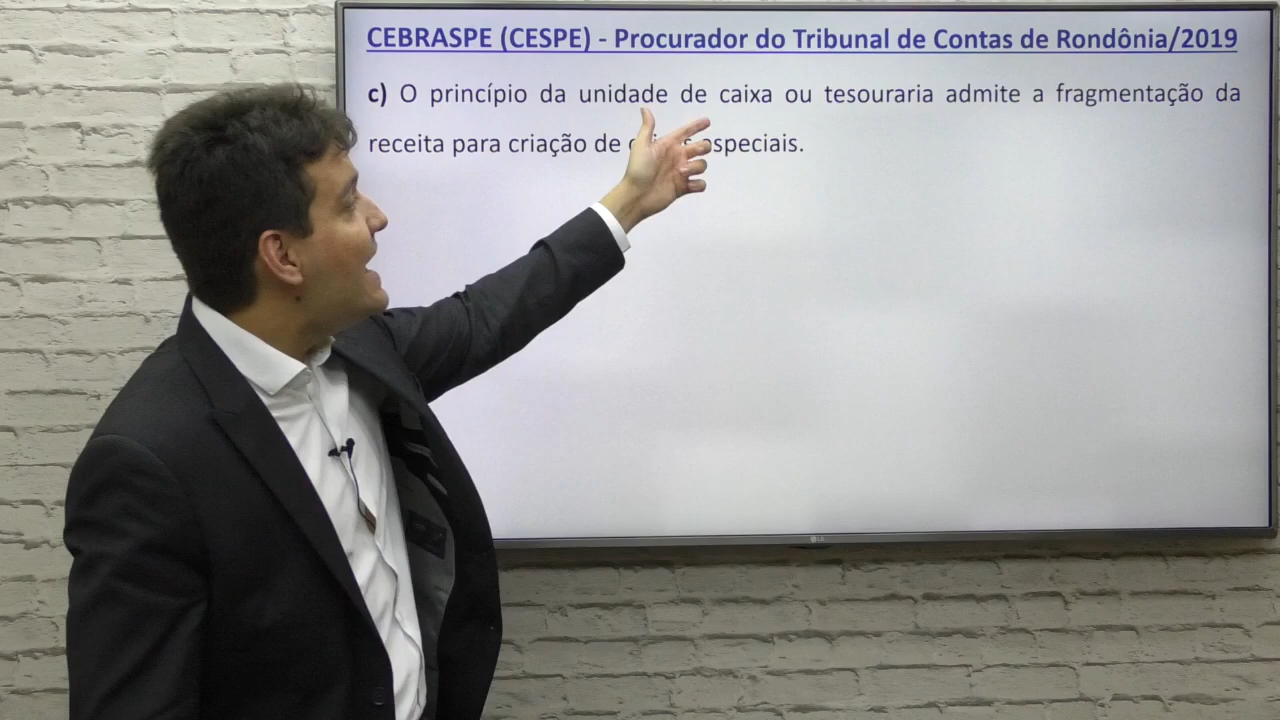 CEBRASPE (CESPE) - Procurador do Tribunal de Contas de Rondônia/2019
c) O princípio da unidade de caixa ou tesouraria admite a fragmentação da
receita para criação de especiais.
LG